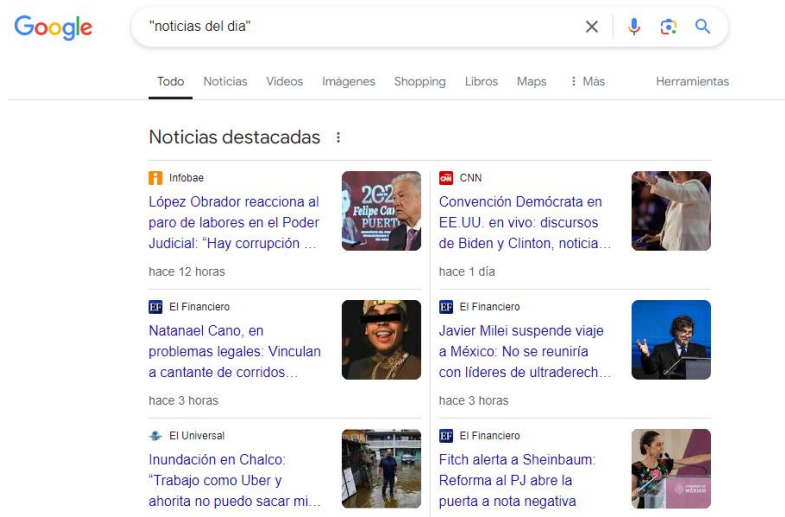 Google
"noticias del dia"
Todo Noticias Videos Imágenes Shopping Libros Maps Más Herramientas
Noticias destacadas
Infobae
López Obrador reacciona al
paro de labores en el Poder
Judicial: “Hay corrupción ...
hace 12 horas
CNN
Convención Demócrata en
EE.UU. en vivo: discursos
de Biden y Clinton, noticia...
hace 1 día
EF El Financiero
Natanael Cano, en
problemas legales: Vinculan
a cantante de corridos...
hace 3 horas
EF El Financiero
Javier Milei suspende viaje
a México: No se reuniría
con líderes de ultraderech...
hace 3 horas
El Universal
Inundación en Chalco:
“Trabajo como Uber y
ahorita no puedo sacar mi...
EF El Financiero
Fitch alerta a Sheinbaum:
Reforma al PJ abre la
puerta a nota negativa